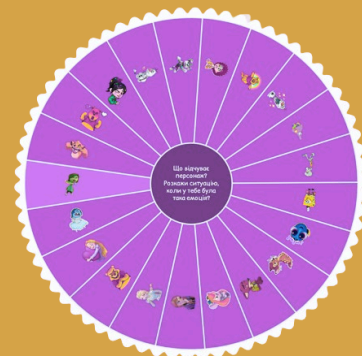 Що відчуває
персонаж?
Розкажи ситуацію,
коли у тебе була
така емоція?